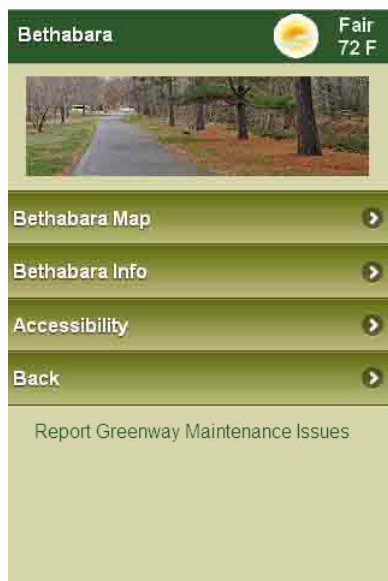 Bethabara
Fair
72 F
Bethabara Map
Bethabara Info
Accessibility
Back
Report Greenway Maintenance Issues